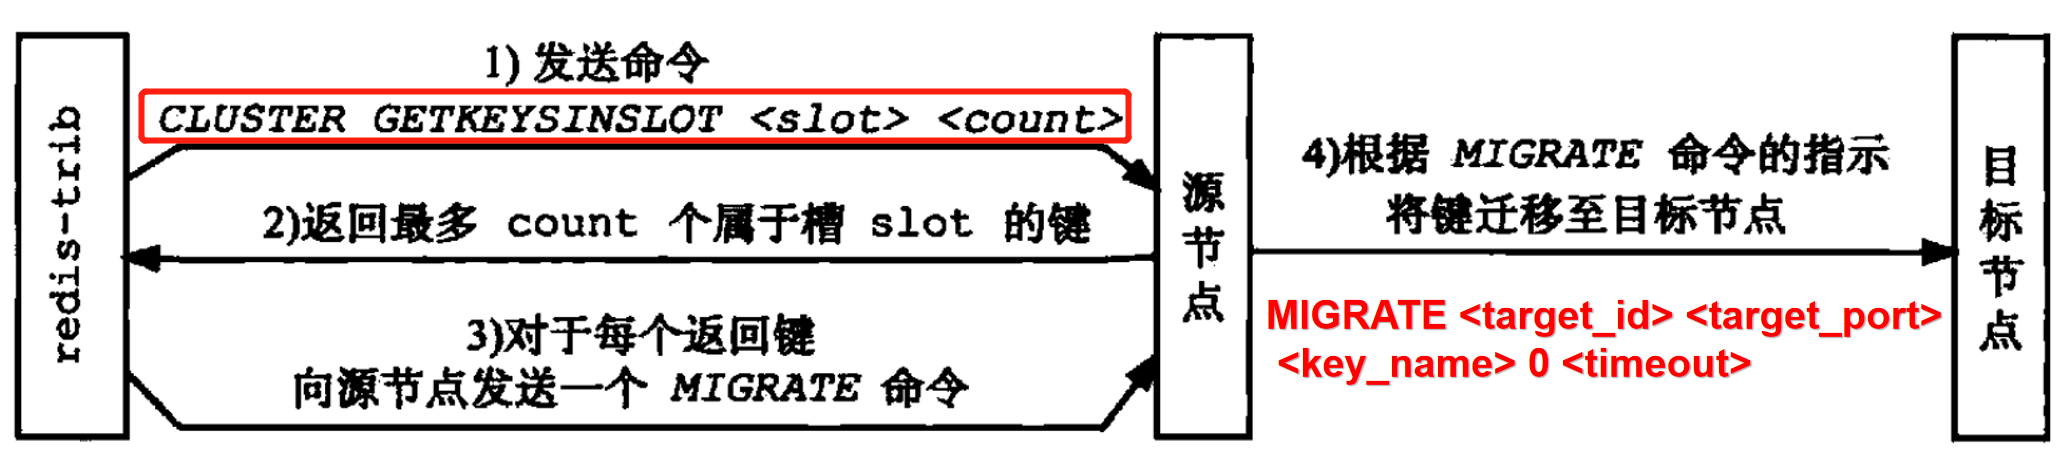 redis-trib
1) 发送命令
CLUSTER GETKEYSINSLOT <slot> <count>
2)返回最多 count 个属于槽 slot 的键
3)对于每个返回键
向源节点发送一个 MIGRATE 命令
源节点
4)根据 MIGRATE 命令的指示
将键迁移至目标节点
MIGRATE <target_id> <target_port>
<key_name> 0 <timeout>
目标节点